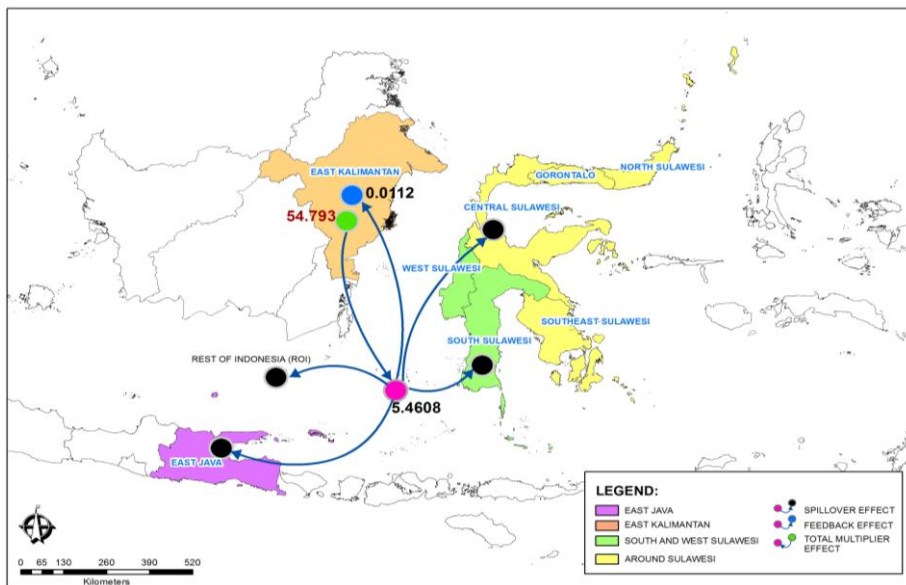 NORTH SULAWESI
GORONTALO
EAST KALIMANTAN
0.0112
54.793
CENTRAL SULAWESI
WEST SULAWESI
SOUTHEAST SULAWESI
SOUTH SULAWESI
REST OF INDONESIA (ROI)
5.4608
EAST JAVA
LEGEND:
EAST JAVA
EAST KALIMANTAN
SOUTH AND WEST SULAWESI
AROUND SULAWESI
SPILLOVER EFFECT
FEEDBACK EFFECT
TOTAL MULTIPLIER
EFFECT
0 65 130 260 390 520
Kilometers